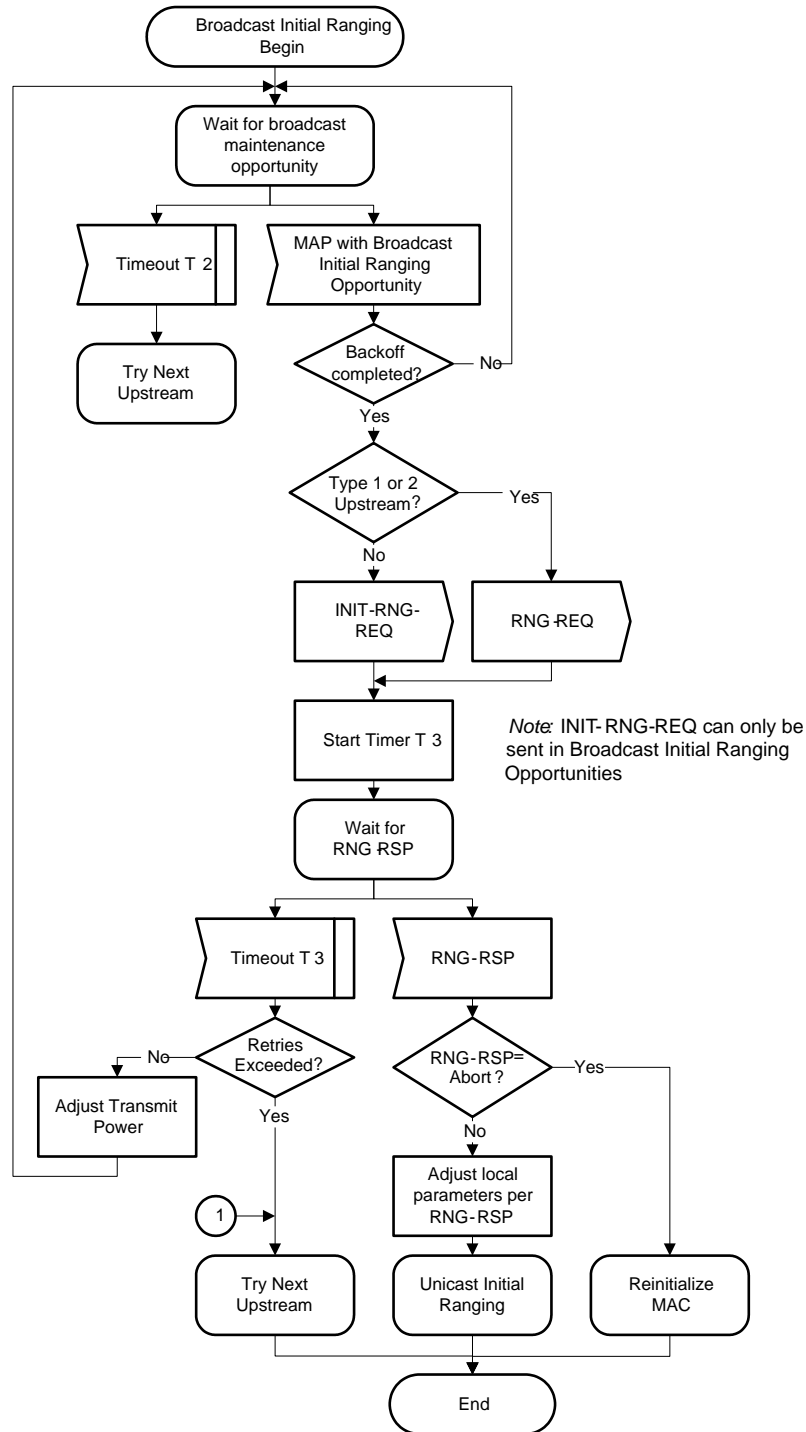 Broadcast Initial Ranging
Begin
Wait for broadcast
maintenance
opportunity
Timeout T 2
MAP with Broadcast
Initial Ranging
Opportunity
Try Next
Upstream
Backoff
completed?
No
Yes
Type 1 or 2
Upstream?
Yes
No
INIT-RNG-
REQ
RNG-REQ
Start Timer T 3
Note: INIT-RNG-REQ can only be
sent in Broadcast Initial Ranging
Opportunities
Wait for
RNG-RSP
Timeout T 3
RNG-RSP
Retries
Exceeded?
No
Yes
RNG-RSP=
Abort?
Yes
No
Adjust Transmit
Power
Adjust local
parameters per
RNG-RSP
1
Try Next
Upstream
Unicast Initial
Ranging
Reinitialize
MAC
End